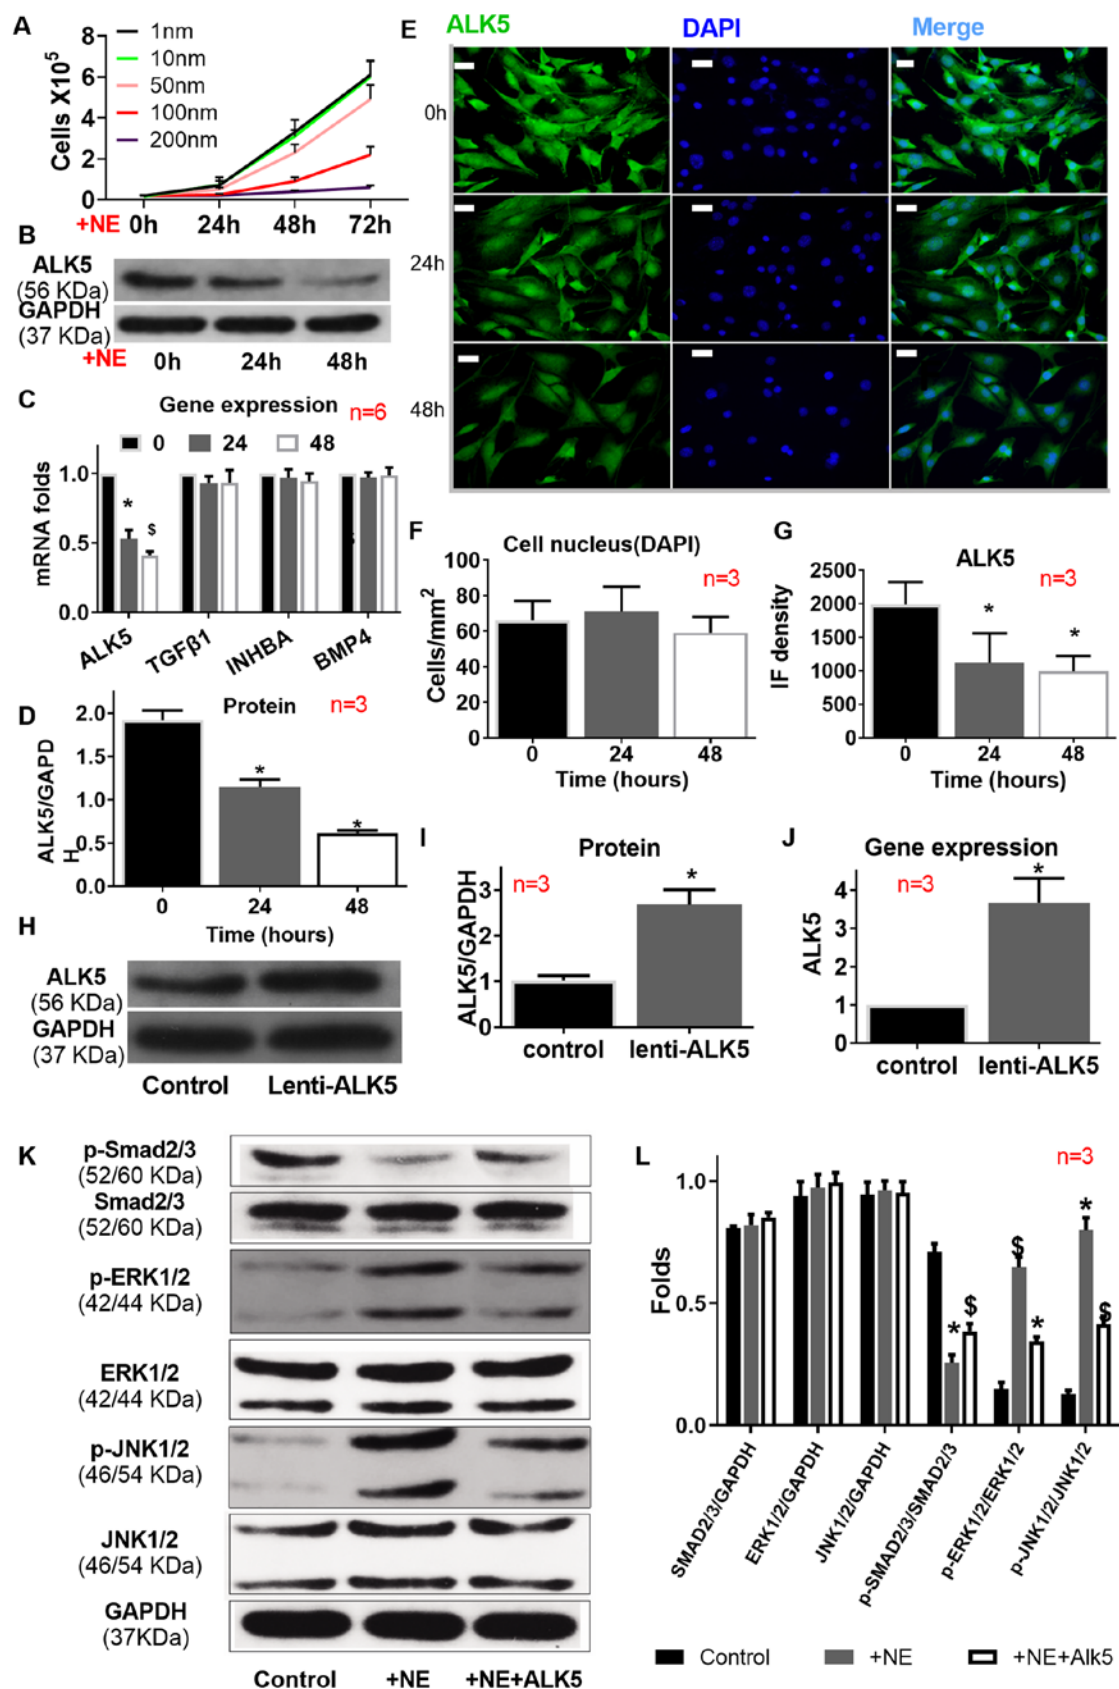 A
1nm
10nm
50nm
100nm
200nm
Cells X10⁵
8
6
4
2
0
+NE 0h 24h 48h 72h
B
ALK5
(56 KDa)
GAPDH
(37 KDa)
+NE 0h 24h 48h
C
Gene expression n=6
0 24 48
mRNA folds
1.0
0.5
0.0
* $
ALK5 TGFβ1 INHBA BMP4
D
Protein n=3
ALK5/GAPD
H
2.0
1.5
1.0
0.5
0.0
* *
0 24 48
Time (hours)
E
ALK5 DAPI Merge
0h
24h
48h
F
Cell nucleus(DAPI)
n=3
Cells/mm²
100
80
60
40
20
0
0 24 48
Time (hours)
G
ALK5
n=3
IF density
2500
2000
1500
1000
500
0
* *
0 24 48
Time (hours)
H
ALK5
(56 KDa)
GAPDH
(37 KDa)
Control Lenti-ALK5
I
Protein
n=3
*
ALK5/GAPDH
3
2
1
0
control lenti-ALK5
J
Gene expression
n=3
*
ALK5
4
3
2
1
0
control lenti-ALK5
K
p-Smad2/3
(52/60 KDa)
Smad2/3
(52/60 KDa)
p-ERK1/2
(42/44 KDa)
ERK1/2
(42/44 KDa)
p-JNK1/2
(46/54 KDa)
JNK1/2
(46/54 KDa)
GAPDH
(37KDa)
Control +NE +NE+ALK5
L
n=3
Folds
1.0
0.5
0.0
* $ $ * * $
SMAD2/3/GAPDH
ERK1/2/GAPDH
JNK1/2/GAPDH
p-SMAD2/3/SMAD2/3
p-ERK1/2/ERK1/2
p-JNK1/2/JNK1/2
Control +NE +NE+Alk5